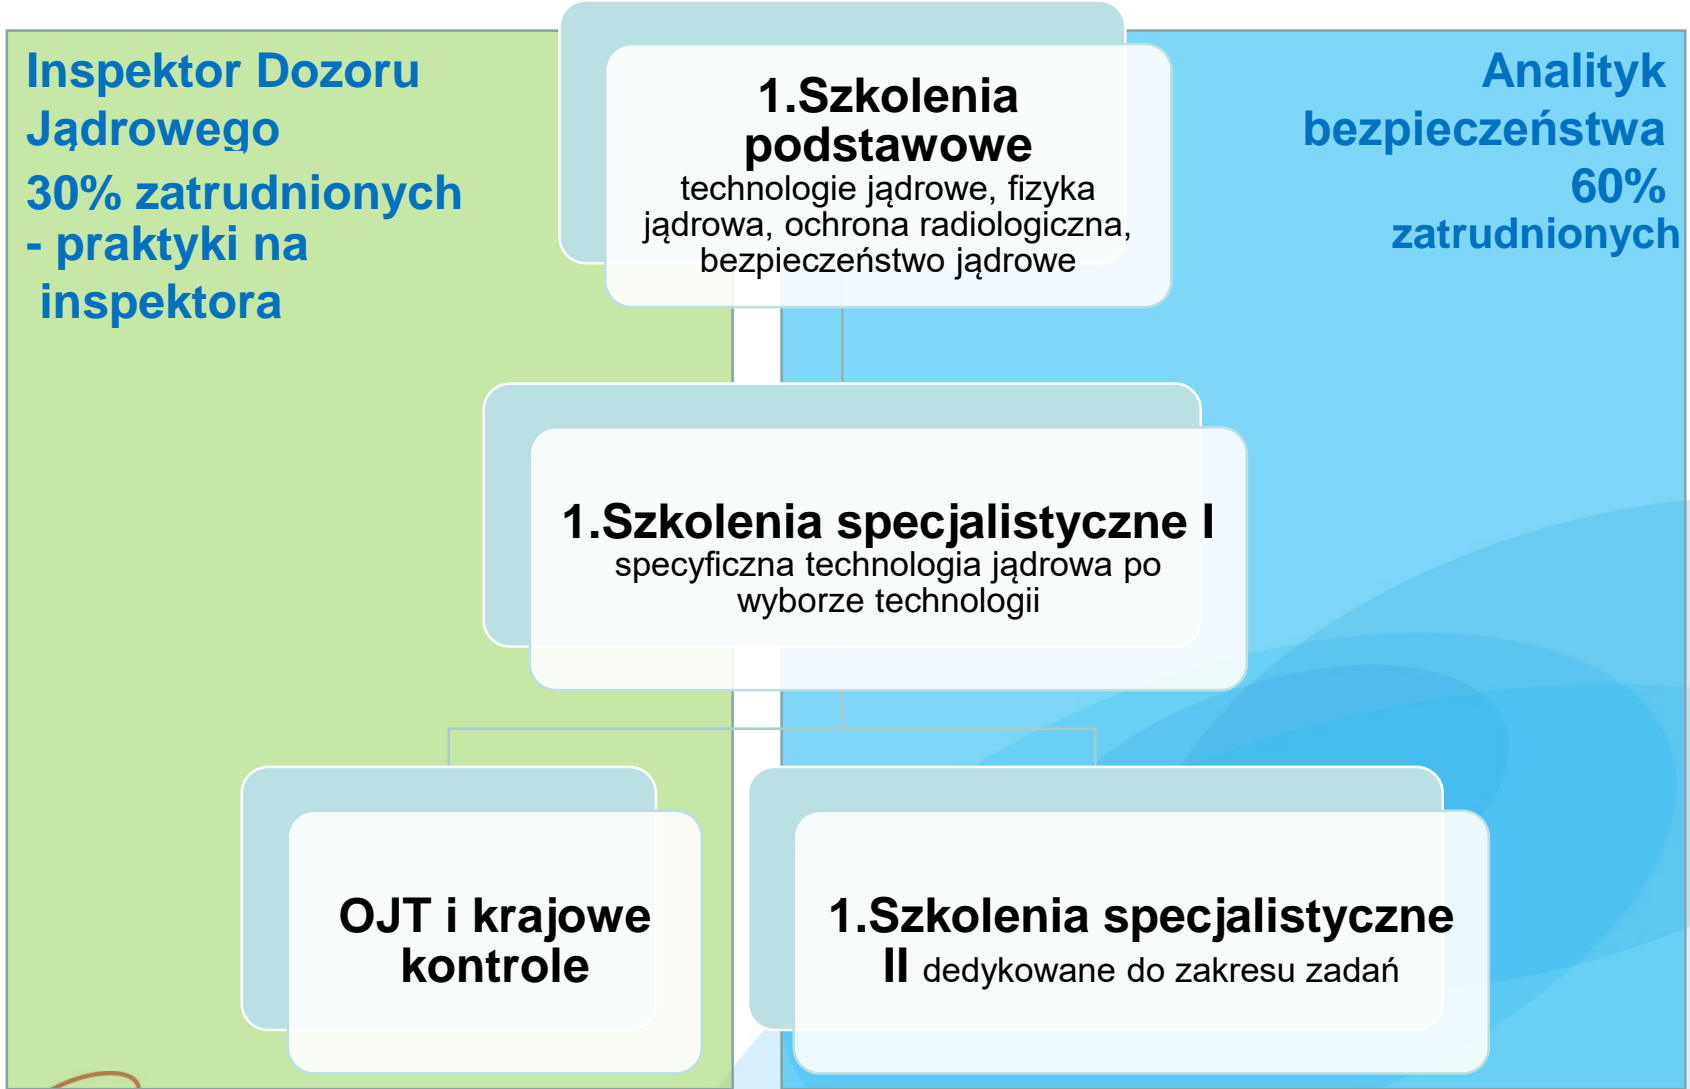 Inspektor Dozoru
Jądrowego
30% zatrudnionych
- praktyki na
inspektora
1.Szkolenia
podstawowe
technologie jądrowe, fizyka
jądrowa, ochrona radiologiczna,
bezpieczeństwo jądrowe
Analityk
bezpieczeństwa
60%
zatrudnionych
1.Szkolenia specjalistyczne I
specyficzna technologia jądrowa po
wyborze technologii
OJT i krajowe
kontrole
1.Szkolenia specjalistyczne
II dedykowane do zakresu zadań